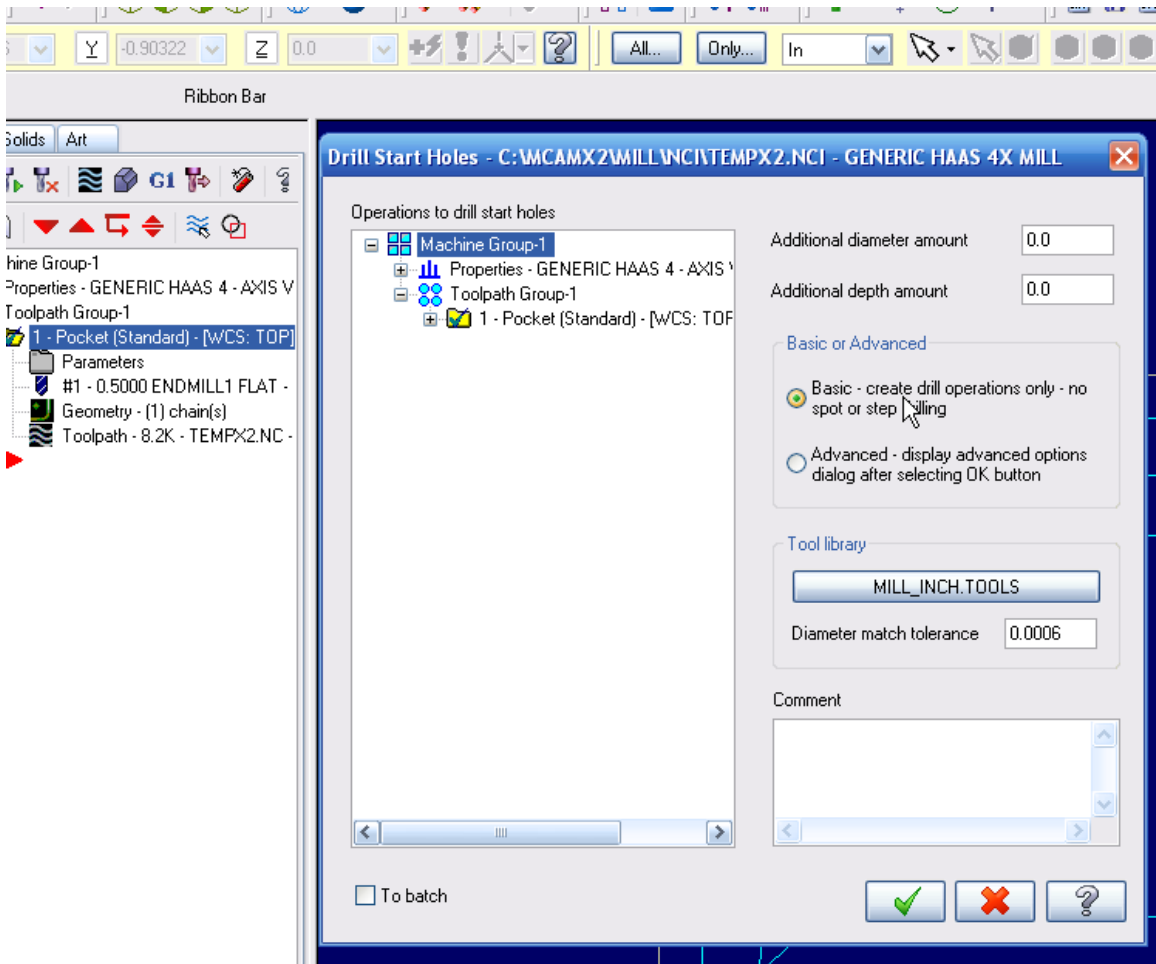 Y
-0.90322
Z
0.0
All...
Only...
In
Ribbon Bar
Solids
Art
G1
hine Group-1
Properties - GENERIC HAAS 4 - AXIS V
Toolpath Group-1
1 - Pocket (Standard) - [WCS: TOP]
Parameters
#1 - 0.5000 ENDMILL1 FLAT -
Geometry - (1) chain(s)
Toolpath - 8.2K - TEMPX2.NC -
Drill Start Holes - C:\MCAMX2\MILL\NCI\TEMPX2.NCI - GENERIC HAAS 4X MILL
Operations to drill start holes
Machine Group-1
Properties - GENERIC HAAS 4 - AXIS
Toolpath Group-1
1 - Pocket (Standard) - [WCS: TOP
Additional diameter amount
0.0
Additional depth amount
0.0
Basic or Advanced
Basic - create drill operations only - no
spot or step drilling
Advanced - display advanced options
dialog after selecting OK button
Tool library
MILL_INCH.TOOLS
Diameter match tolerance
0.0006
Comment
To batch